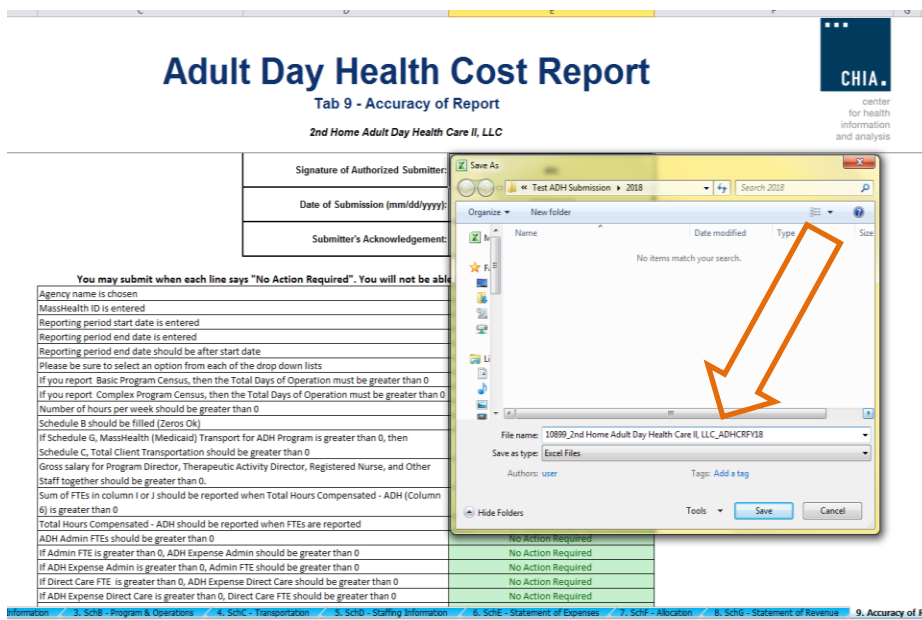 C D E F G
Adult Day Health Cost Report
CHIA.
Tab 9 - Accuracy of Report
center
for health
information
and analysis
2nd Home Adult Day Health Care II, LLC
Signature of Authorized Submitter:
Date of Submission (mm/dd/yyyy):
Submitter's Acknowledgement:
You may submit when each line says "No Action Required". You will not be able
Agency name is chosen
MassHealth ID is entered
Reporting period start date is entered
Reporting period end date is entered
Reporting period end date should be after start date
Please be sure to select an option from each of the drop down lists
If you report Basic Program Census, then the Total Days of Operation must be greater than 0
If you report Complex Program Census, then the Total Days of Operation must be greater than 0
Number of hours per week should be greater than 0
Schedule B should be filled (Zeros Ok)
If Schedule G, MassHealth (Medicaid) Transport for ADH Program is greater than 0, then
Schedule C, Total Client Transportation should be greater than 0
Gross salary for Program Director, Therapeutic Activity Director, Registered Nurse, and Other
Staff together should be greater than 0.
Sum of FTEs in column I or J should be reported when Total Hours Compensated - ADH (Column
6) is greater than 0
Total Hours Compensated - ADH should be reported when FTEs are reported
ADH Admin FTEs should be greater than 0 No Action Required
If Admin FTE is greater than 0, ADH Expense Admin should be greater than 0 No Action Required
If ADH Expense Admin is greater than 0, Admin FTE should be greater than 0 No Action Required
If Direct Care FTE is greater than 0, ADH Expense Direct Care should be greater than 0 No Action Required
If ADH Expense Direct Care is greater than 0, Direct Care FTE should be greater than 0 No Action Required
Save As
« Test ADH Submission ▸ 2018
Search 2018
Organize New folder
Name Date modified Type Size
No items match your search.
File name: 10899_2nd Home Adult Day Health Care II, LLC_ADHCRFY18
Save as type: Excel Files
Authors: user Tags: Add a tag
Hide Folders Tools Save Cancel
nformation 3. SchB - Program & Operations 4. SchC - Transportation 5. SchD - Staffing Information 6. SchE - Statement of Expenses 7. SchF - Allocation 8. SchG - Statement of Revenue 9. Accuracy of R